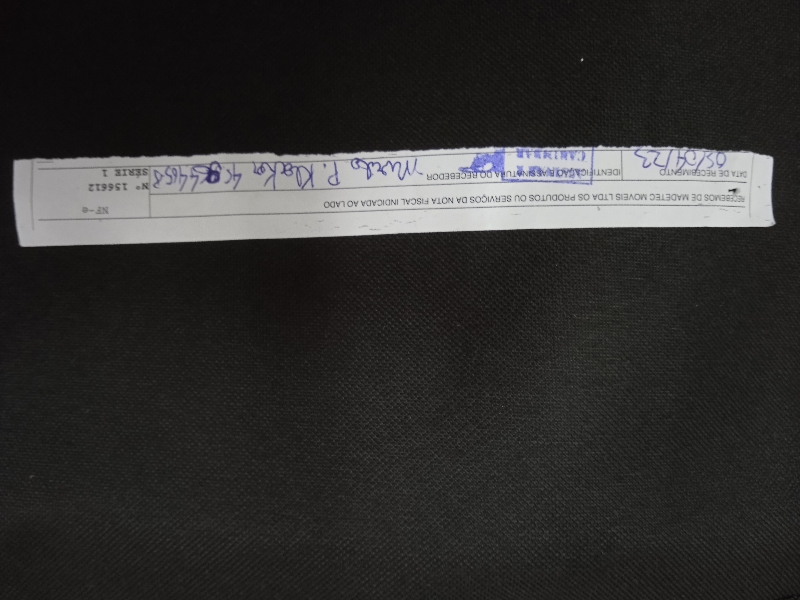 RECEBEMOS DE MADETEC MOVEIS LTDA OS PRODUTOS OU SERVIÇOS DA NOTA FISCAL INDICADA AO LADO
NF-e
Nº 156612
SÉRIE 1
DATA DE RECEBIMENTO
IDENTIFICAÇÃO E ASSINATURA DO RECEBEDOR
05/04/23